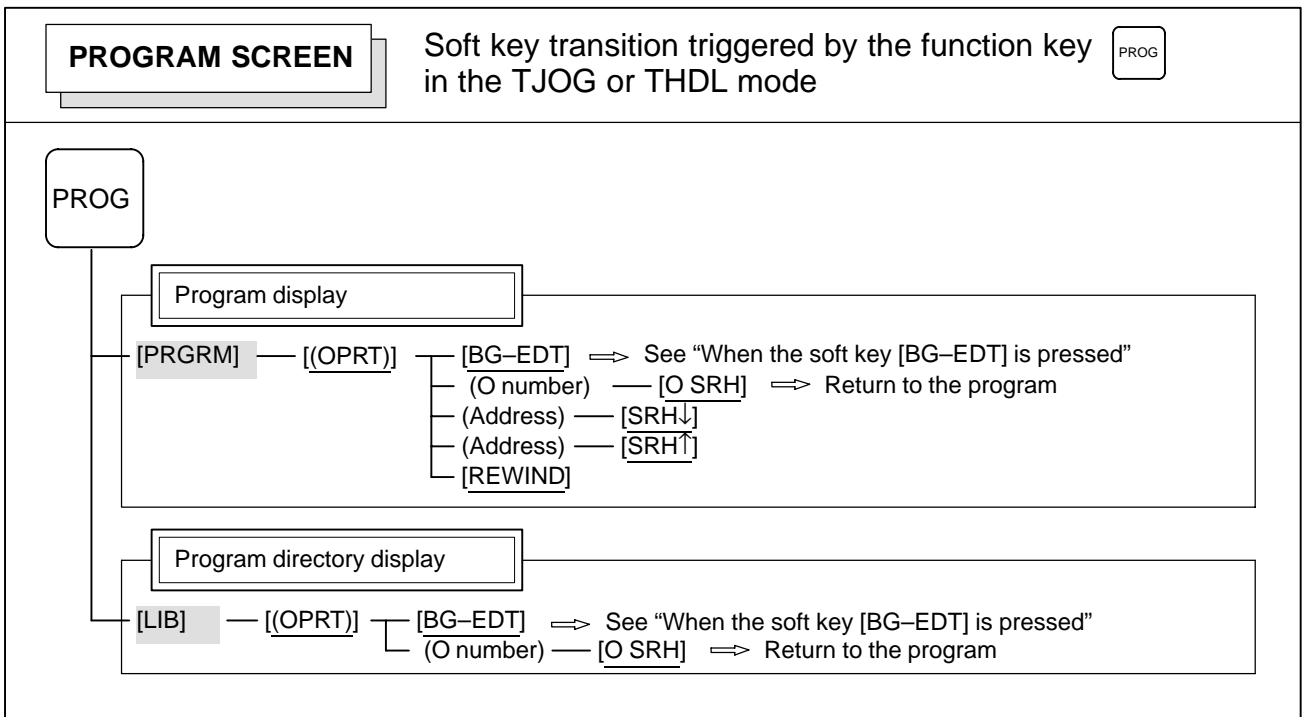 PROGRAM SCREEN
Soft key transition triggered by the function key PROG
in the TJOG or THDL mode
PROG
Program display
[PRGRM] [(OPRT)] [BG–EDT] ⇒ See “When the soft key [BG–EDT] is pressed”
(O number) [O SRH] ⇒ Return to the program
(Address) [SRH↓]
(Address) [SRH↑]
[REWIND]
Program directory display
[LIB] [(OPRT)] [BG–EDT] ⇒ See “When the soft key [BG–EDT] is pressed”
(O number) [O SRH] ⇒ Return to the program